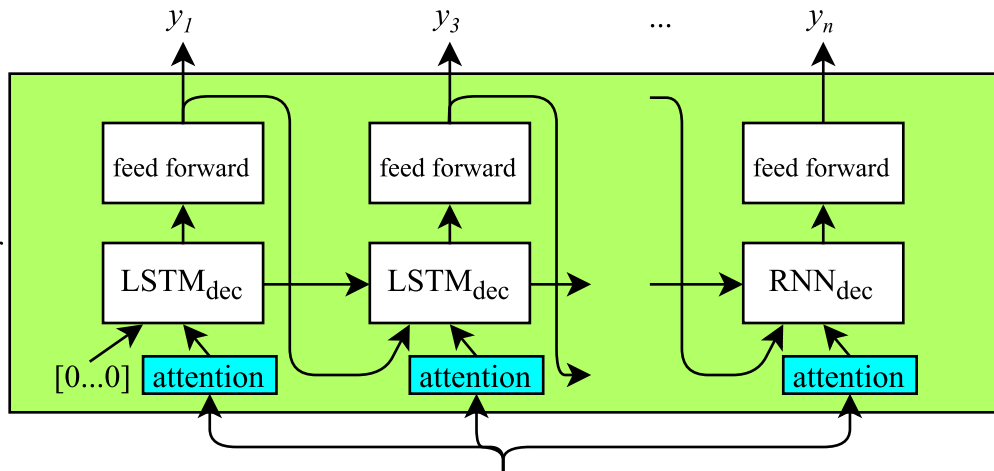 y1 y3 ... yn
feed forward feed forward feed forward
LSTMdec LSTMdec RNNdec
[0...0] attention attention attention